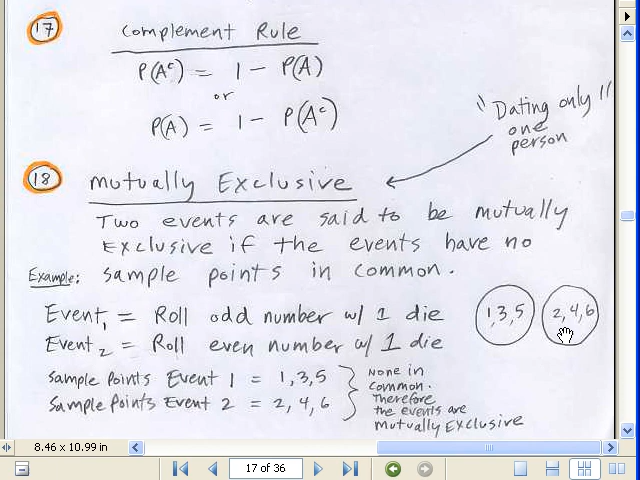 17 Complement Rule
P(Aᶜ) = 1 - P(A)
or
P(A) = 1 - P(Aᶜ)
"Dating only
one
person"
18 Mutually Exclusive
Two events are said to be mutually
Exclusive if the events have no
Example: sample points in common.
Event₁ = Roll odd number w/ 1 die
Event₂ = Roll even number w/ 1 die
1,3,5
2,4,6
Sample Points Event 1 = 1,3,5
Sample Points Event 2 = 2,4,6
None in
common.
Therefore
the events are
mutually Exclusive
8.46 x 10.99 in
17 of 36